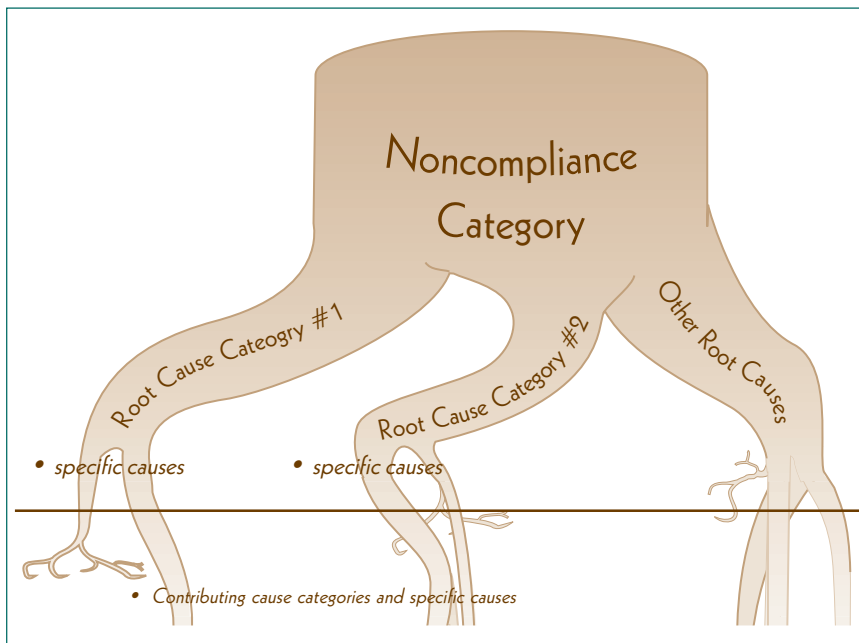 Noncompliance
Category
Root Cause Cateogry #1
Root Cause Category #2
Other Root Causes
• specific causes
• specific causes
• Contributing cause categories and specific causes